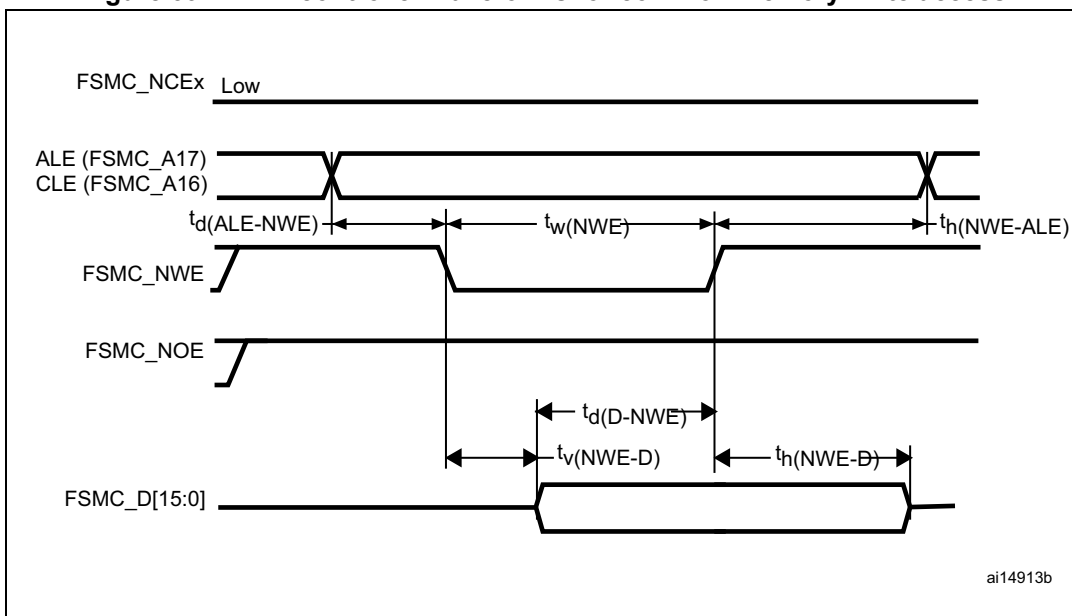 FSMC_NCEx Low
ALE (FSMC_A17)
CLE (FSMC_A16)
td(ALE-NWE) tw(NWE) th(NWE-ALE)
FSMC_NWE
FSMC_NOE
td(D-NWE)
tv(NWE-D) th(NWE-D)
FSMC_D[15:0]
ai14913b